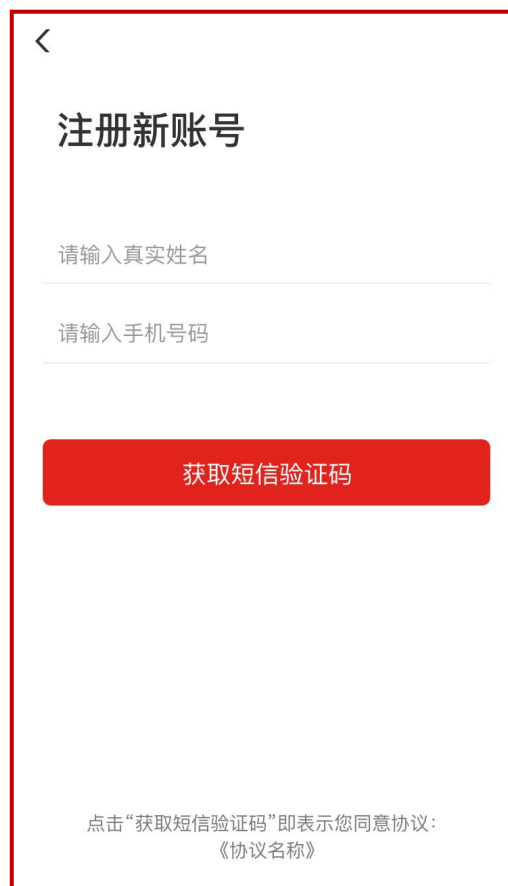 注册新账号
请输入真实姓名
请输入手机号码
获取短信验证码
点击“获取短信验证码”即表示您同意协议：
《协议名称》